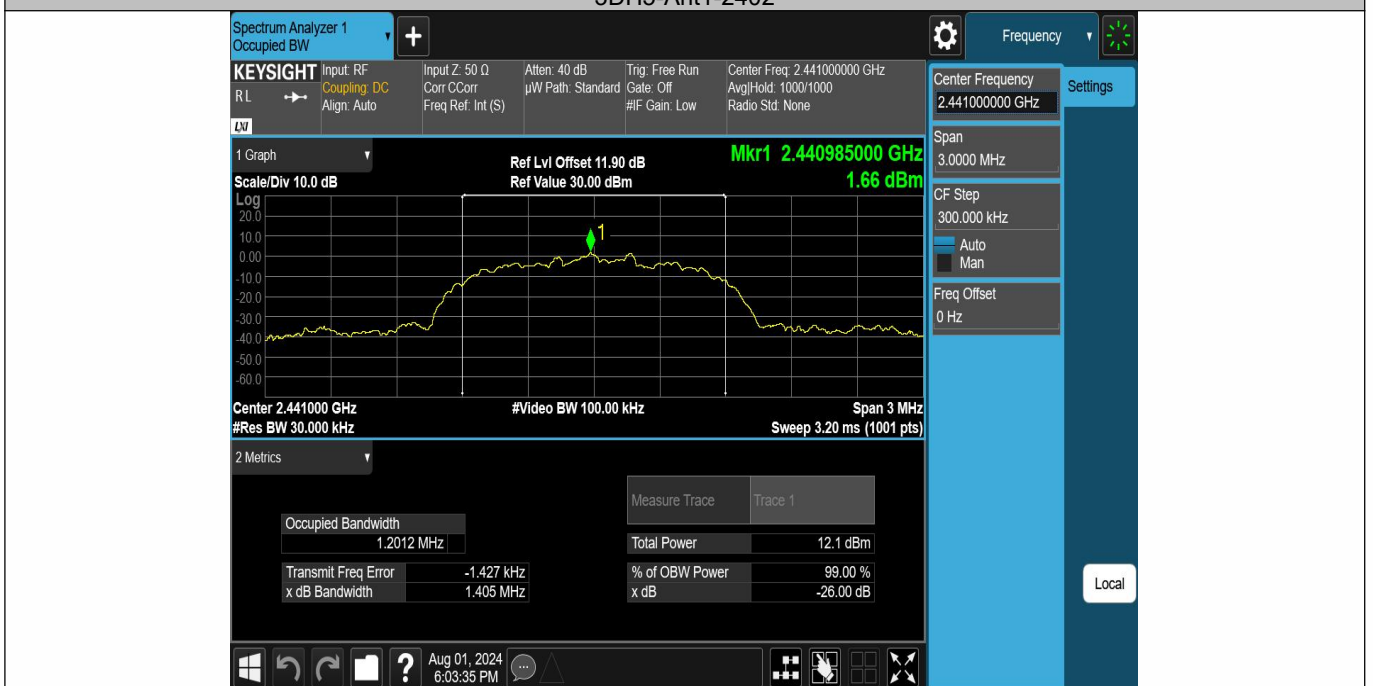 3DH5-Ant1-2402
Spectrum Analyzer 1
Occupied BW
+
Frequency
KEYSIGHT
RL
LXI
Input: RF
Coupling: DC
Align: Auto
Input Z: 50 Ω
Corr CCorr
Freq Ref: Int (S)
Atten: 40 dB
µW Path: Standard
Trig: Free Run
Gate: Off
#IF Gain: Low
Center Freq: 2.441000000 GHz
Avg|Hold: 1000/1000
Radio Std: None
Center Frequency
2.441000000 GHz
Settings
Span
3.0000 MHz
CF Step
300.000 kHz
Auto
Man
Freq Offset
0 Hz
Local
1 Graph
Scale/Div 10.0 dB
Ref Lvl Offset 11.90 dB
Ref Value 30.00 dBm
Mkr1 2.440985000 GHz
1.66 dBm
Log
20.0
10.0
0.00
-10.0
-20.0
-30.0
-40.0
-50.0
-60.0
1
Center 2.441000 GHz
#Video BW 100.00 kHz
Span 3 MHz
#Res BW 30.000 kHz
Sweep 3.20 ms (1001 pts)
2 Metrics
Measure Trace Trace 1
Occupied Bandwidth
1.2012 MHz
Total Power 12.1 dBm
Transmit Freq Error -1.427 kHz
% of OBW Power 99.00 %
x dB Bandwidth 1.405 MHz
x dB -26.00 dB
?
Aug 01, 2024
6:03:35 PM